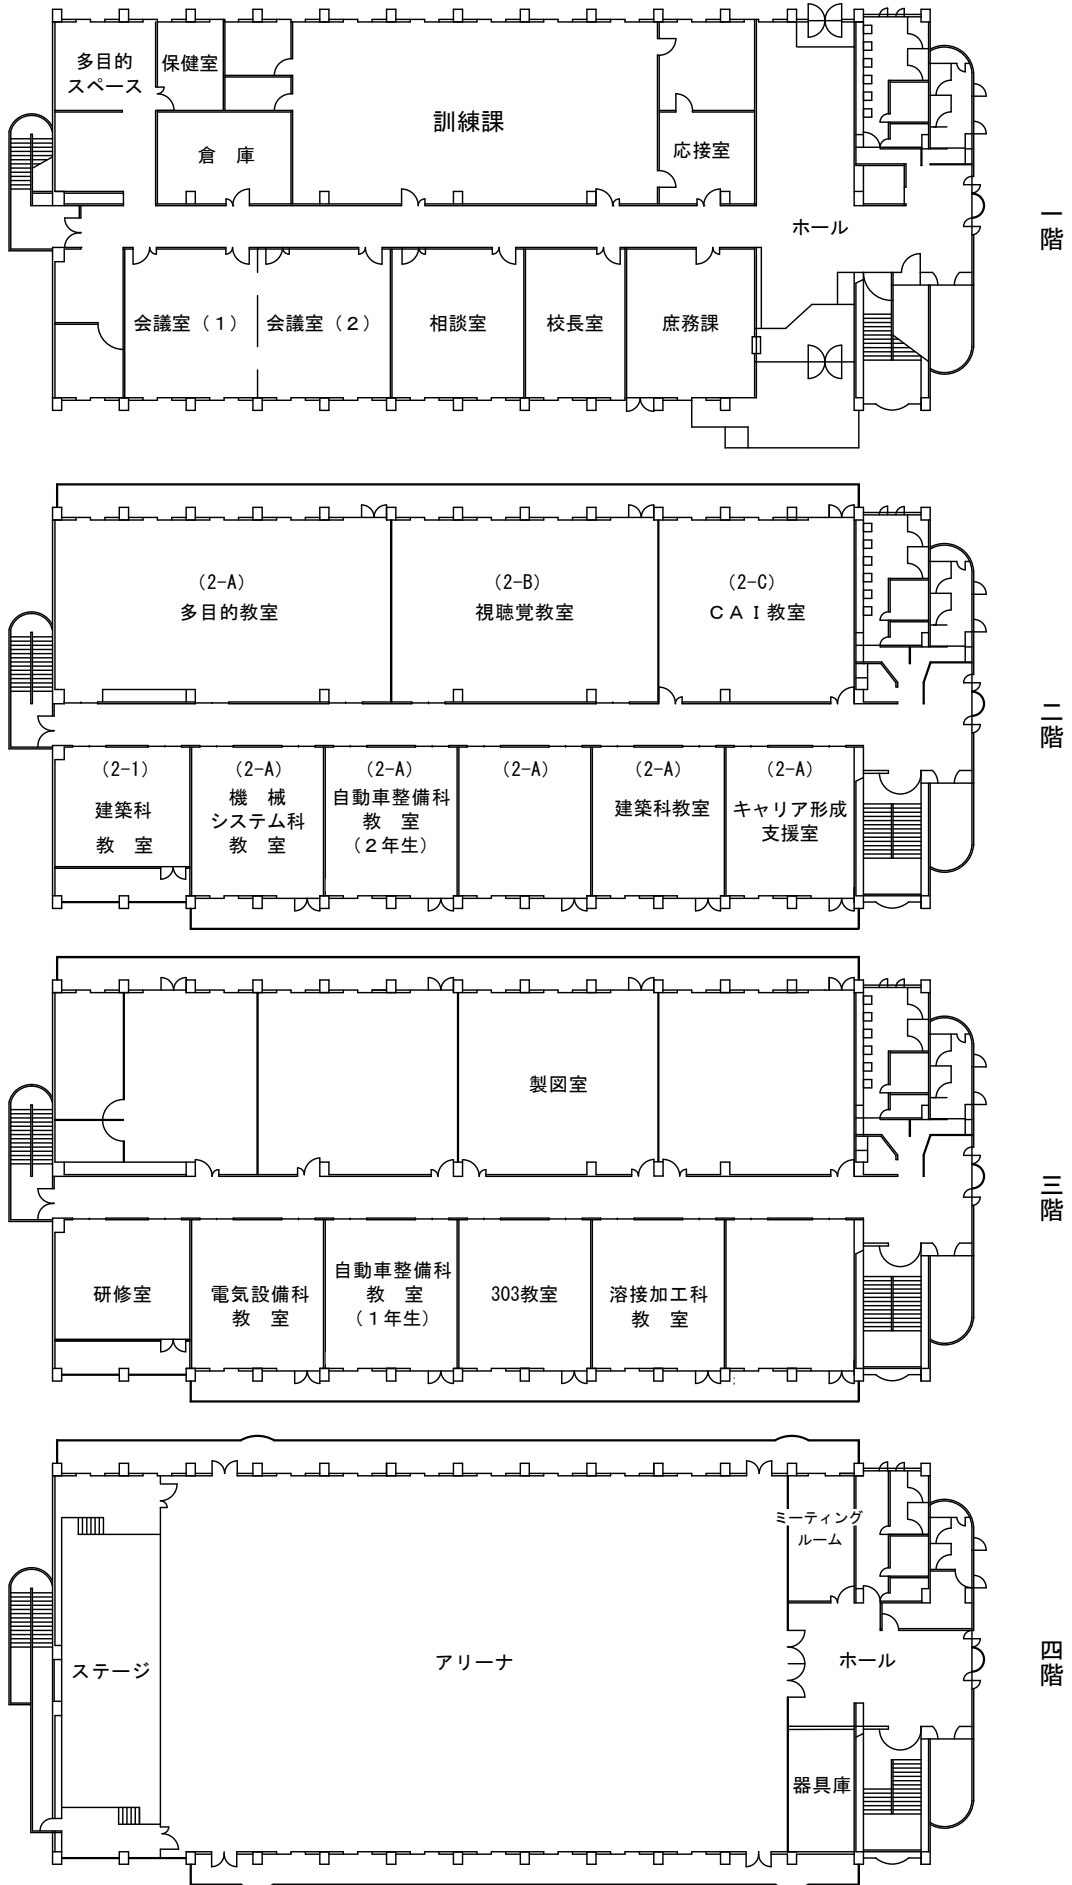 多目的
スペース
保健室
訓練課
倉　庫
応接室
ホール
会議室（１）
会議室（２）
相談室
校長室
庶務課
一階
(2-A)
多目的教室
(2-B)
視聴覚教室
(2-C)
ＣＡＩ教室
(2-1)
建築科
教　室
(2-A)
機　械
システム科
教　室
(2-A)
自動車整備科
教　室
（２年生）
(2-A)
(2-A)
建築科教室
(2-A)
キャリア形成
支援室
二階
製図室
研修室
電気設備科
教　室
自動車整備科
教　室
（１年生）
303教室
溶接加工科
教　室
三階
ミーティング
ルーム
ステージ
アリーナ
ホール
器具庫
四階